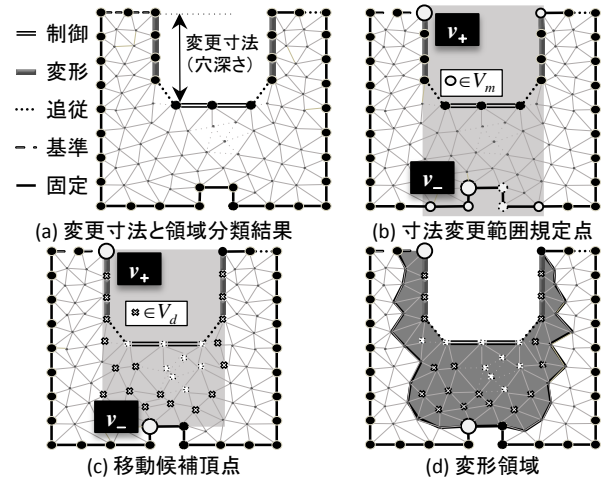 制御
変形
追従
基準
固定
変更寸法
(穴深さ)
(a) 変更寸法と領域分類結果
v+
○∈Vm
v−
(b) 寸法変更範囲規定点
v+
∈Vd
v−
(c) 移動候補頂点
(d) 変形領域